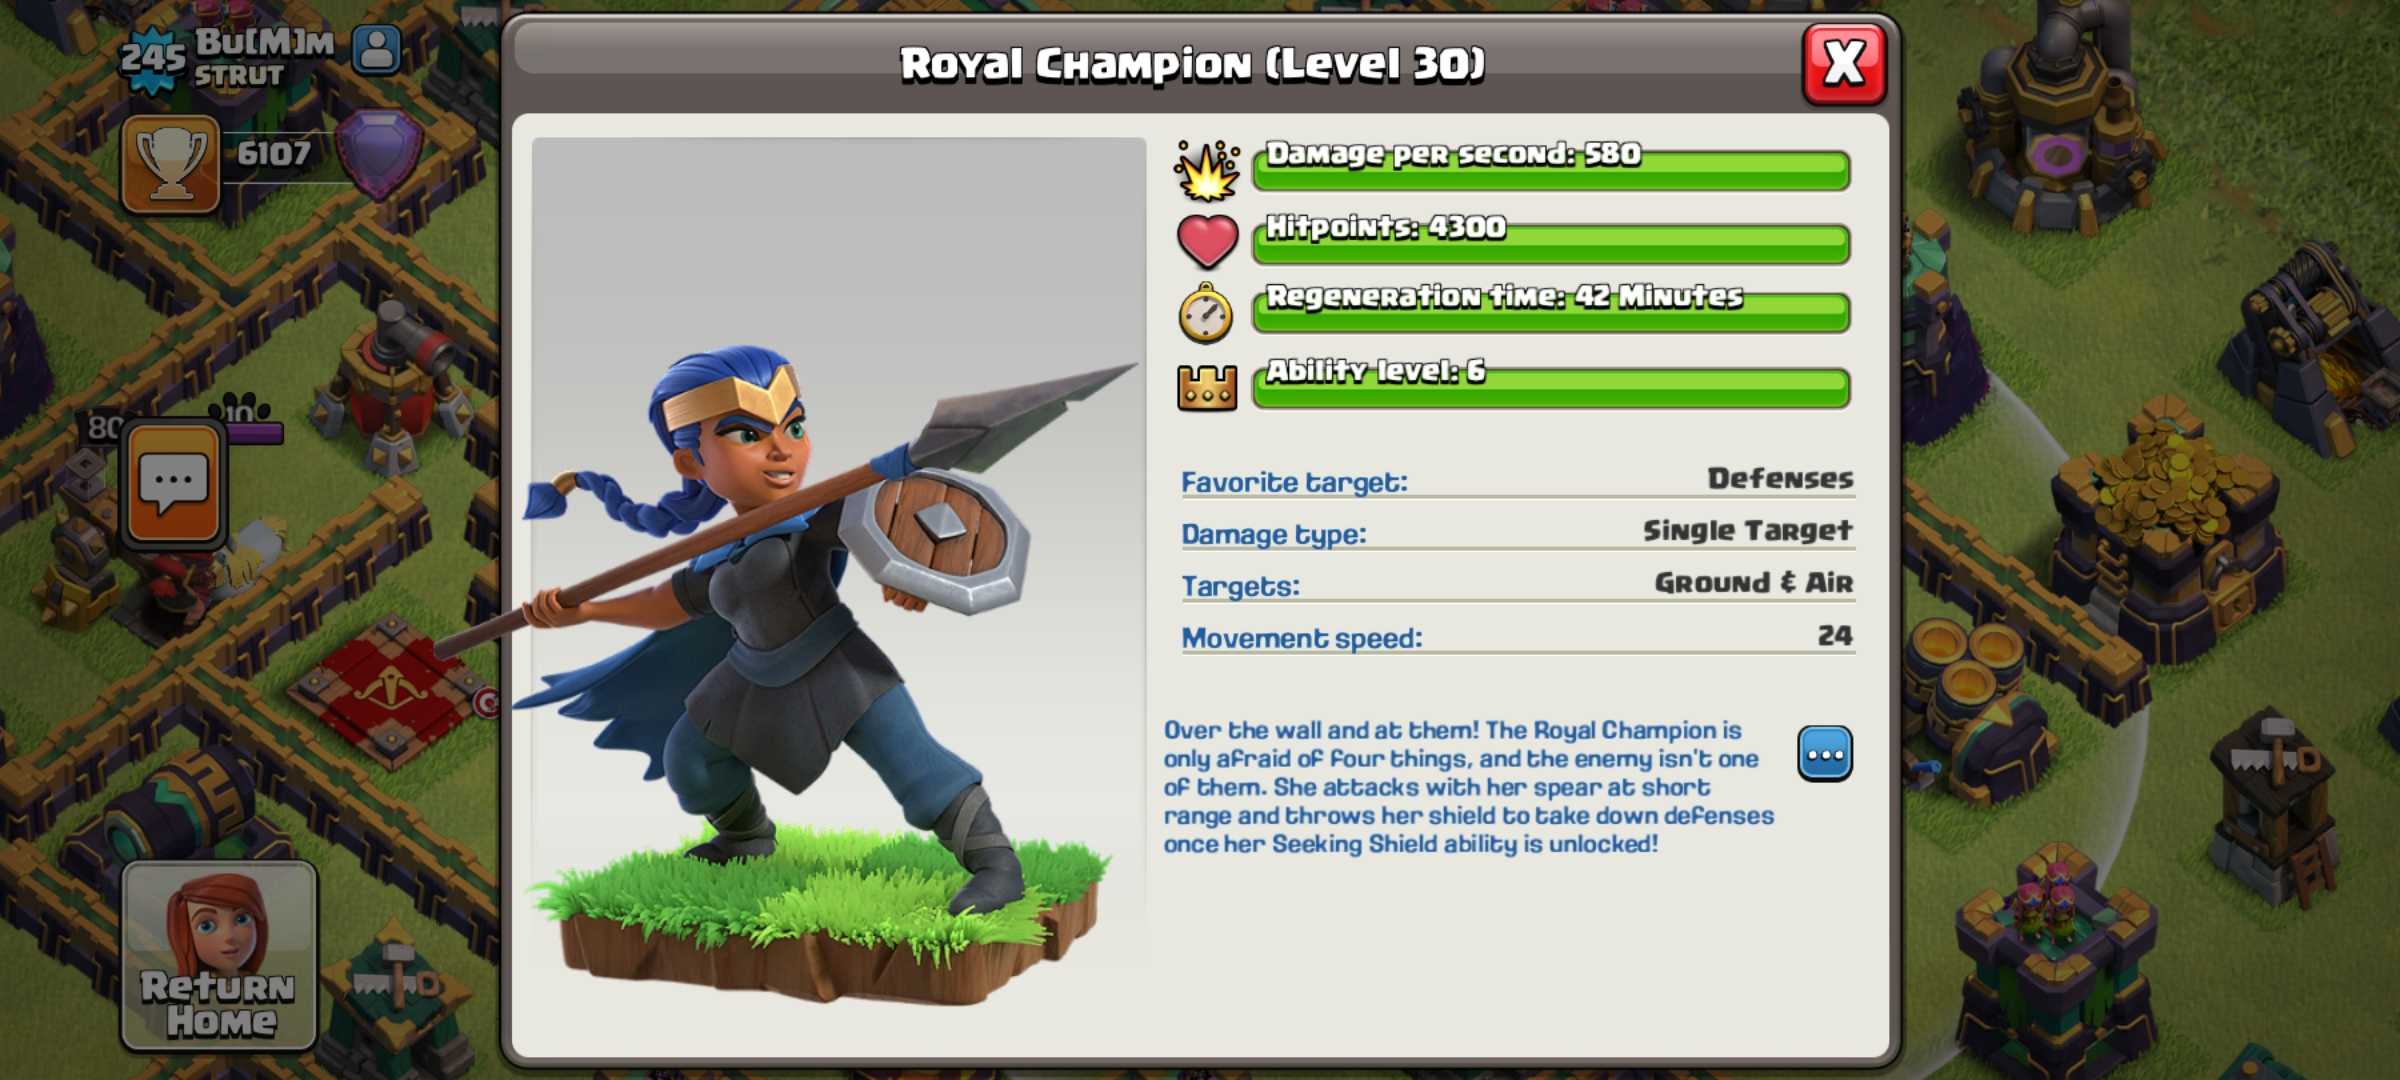 245
Bu[M]m
STRUT
6107
80
10
Return
Home
Royal Champion (Level 30)
X
Damage per second: 580
Hitpoints: 4300
Regeneration time: 42 Minutes
Ability level: 6
Favorite target: Defenses
Damage type: Single Target
Targets: Ground & Air
Movement speed: 24
Over the wall and at them! The Royal Champion is
only afraid of four things, and the enemy isn't one
of them. She attacks with her spear at short
range and throws her shield to take down defenses
once her Seeking Shield ability is unlocked!